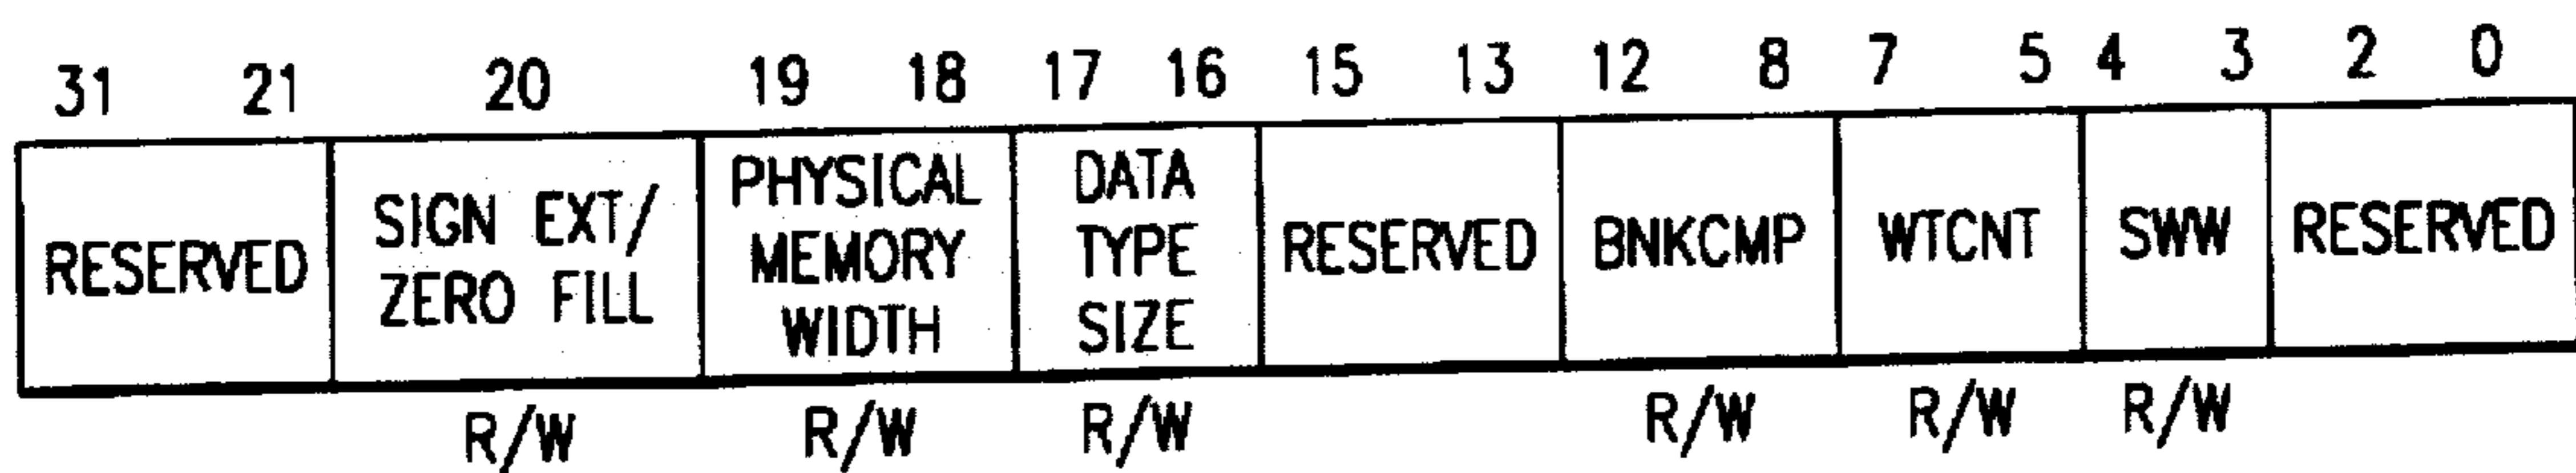 31 21 20 19 18 17 16 15 13 12 8 7 5 4 3 2 0
RESERVED
SIGN EXT/
ZERO FILL
PHYSICAL
MEMORY
WIDTH
DATA
TYPE
SIZE
RESERVED
BNKCMP
WTCNT
SWW
RESERVED
R/W R/W R/W R/W R/W R/W